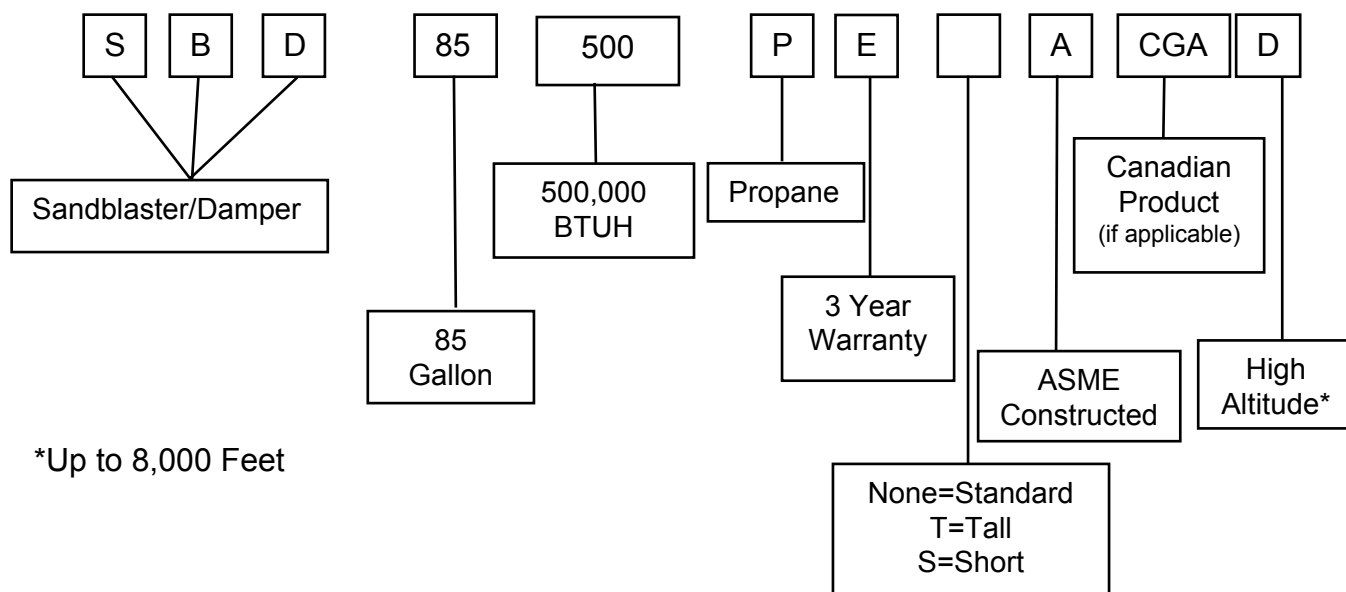 S B D 85 500 P E A CGA D
Sandblaster/Damper
85
Gallon
500,000
BTUH
Propane
3 Year
Warranty
None=Standard
T=Tall
S=Short
ASME
Constructed
Canadian
Product
(if applicable)
High
Altitude*
*Up to 8,000 Feet